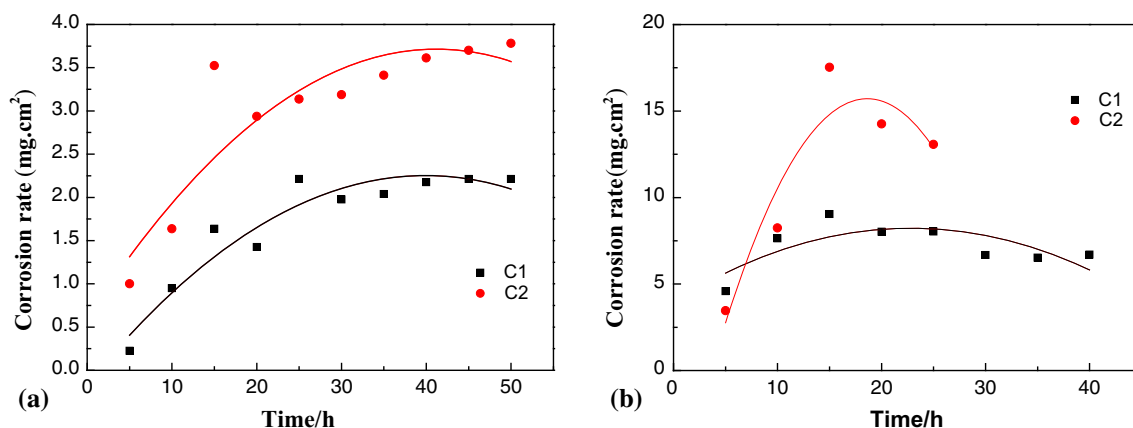 4.0
3.5
3.0
2.5
2.25
1.5
1.0
0.5
0.0
Corrosion rate (mg.cm²)
C1
C2
0 10 20 30 40 50
(a)
Time/h
20
15
10
5
0
Corrosion rate(mg.cm²)
C1
C2
0 10 20 30 40
(b)
Time/h